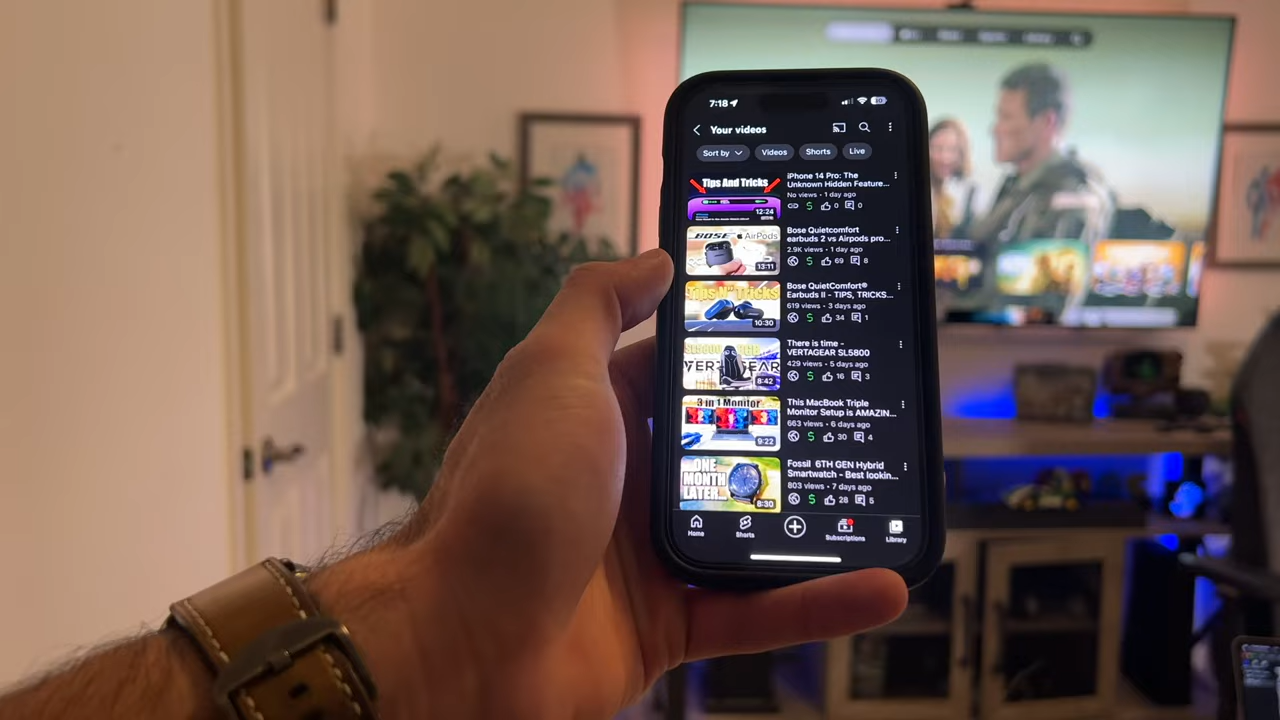 7:18
Your videos
Sort by
Videos
Shorts
Live
Tips And Tricks
12:24
iPhone 14 Pro: The
Unknown Hidden Feature...
No views • 1 day ago
0
0
BOSE
AirPods
13:11
Bose Quietcomfort
earbuds 2 vs Airpods pro...
2.9K views • 1 day ago
69
8
Tips N" Tricks
10:30
Bose QuietComfort®
Earbuds II - TIPS, TRICKS...
619 views • 3 days ago
34
1
VERTAGEAR
8:42
There is time -
VERTAGEAR SL5800
429 views • 5 days ago
16
3
3 in 1 Monitor
9:22
This MacBook Triple
Monitor Setup is AMAZIN...
663 views • 6 days ago
30
4
ONE
MONTH
LATER...
8:30
Fossil 6TH GEN Hybrid
Smartwatch - Best lookin...
803 views • 7 days ago
28
5
Home
Shorts
Subscriptions
Library